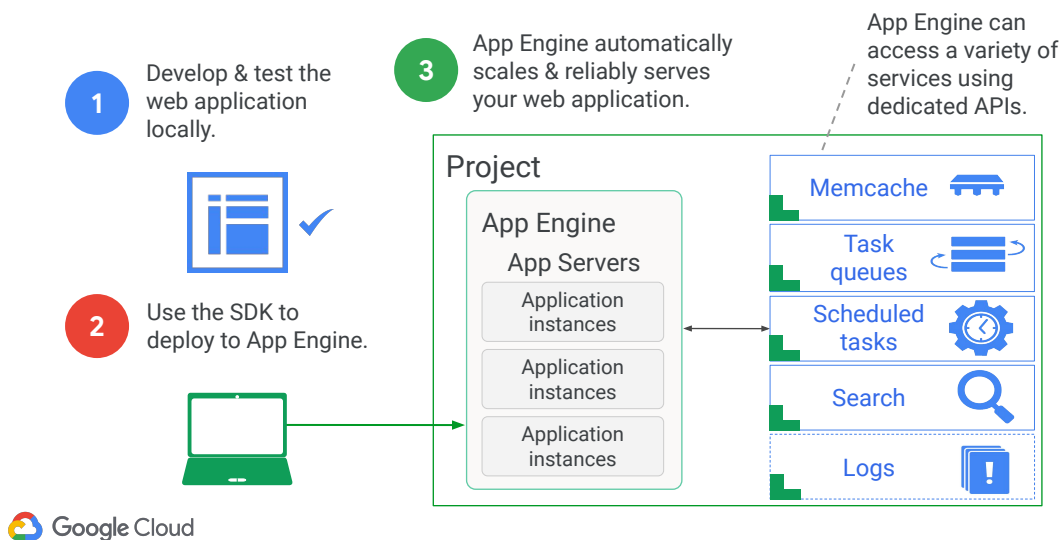 1
Develop & test the
web application
locally.
2
Use the SDK to
deploy to App Engine.
3
App Engine automatically
scales & reliably serves
your web application.
App Engine can
access a variety of
services using
dedicated APIs.
Project
App Engine
App Servers
Application
instances
Application
instances
Application
instances
Memcache
Task
queues
Scheduled
tasks
Search
Logs
!
Google Cloud